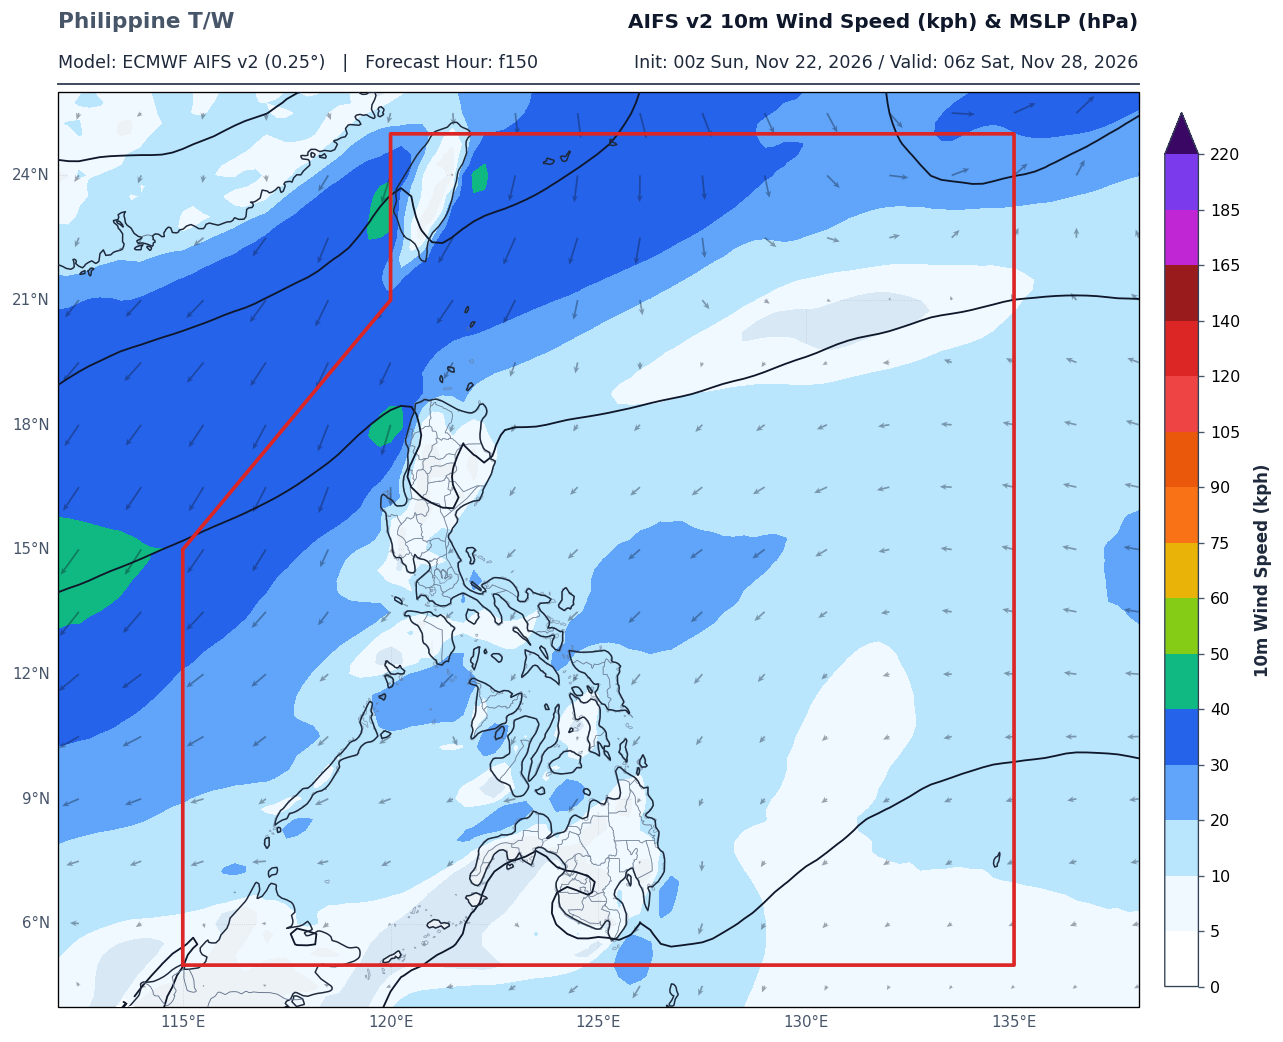 Philippine T/W
AIFS v2 10m Wind Speed (kph) & MSLP (hPa)
Model: ECMWF AIFS v2 (0.25°) | Forecast Hour: f150
Init: 00z Sun, Nov 22, 2026 / Valid: 06z Sat, Nov 28, 2026
24°N
21°N
18°N
15°N
12°N
9°N
6°N
115°E
120°E
125°E
130°E
135°E
220
185
165
140
120
105
90
75
60
50
40
30
20
10
5
0
10m Wind Speed (kph)